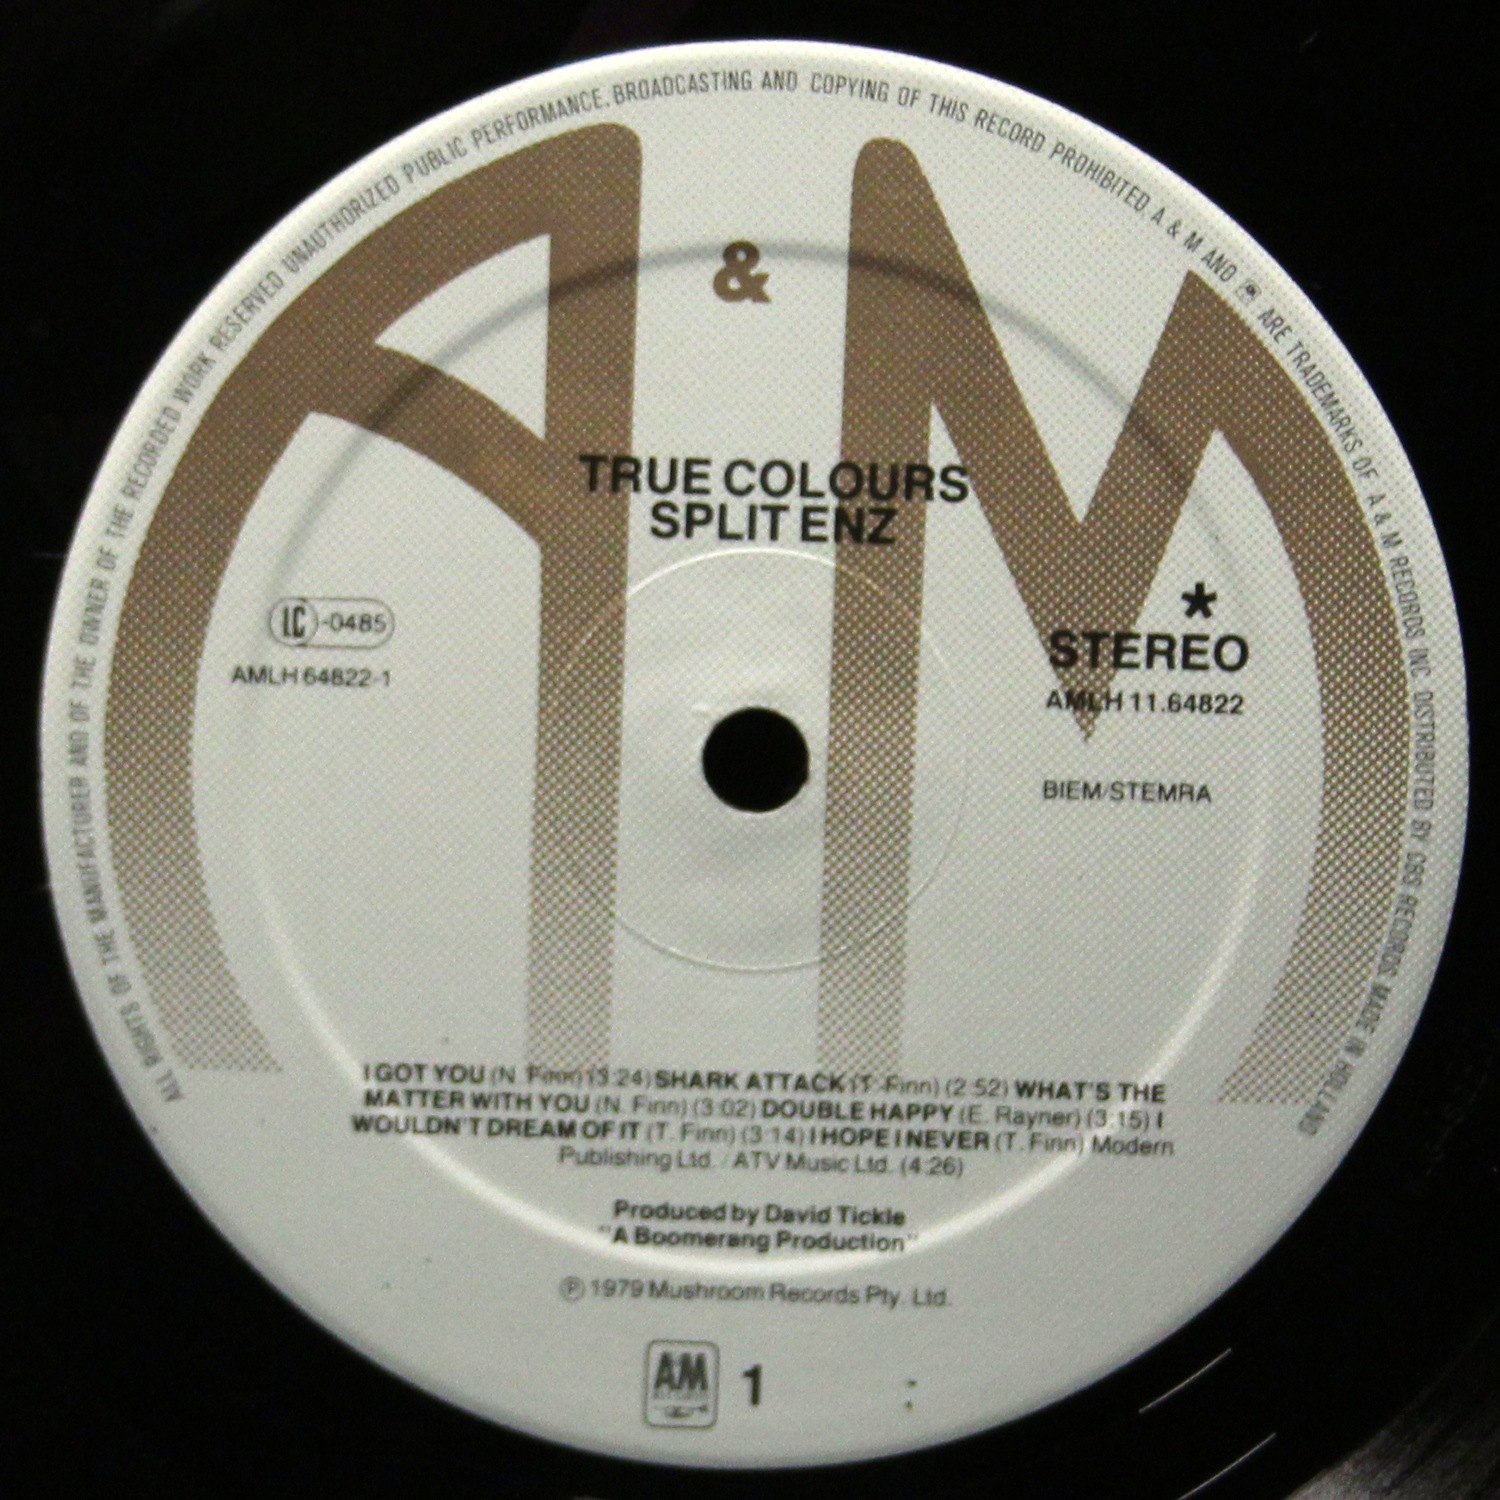 ALL RIGHTS OF THE MANUFACTURER AND OF THE OWNER OF THE RECORDED WORK RESERVED UNAUTHORIZED PUBLIC PERFORMANCE. BROADCASTING AND COPYING OF THIS RECORD PROHIBITED. A & M AND ARE TRADEMARKS OF A & M RECORDS INC. DISTRIBUTED BY CBS RECORDS. MADE IN HOLLAND
A & M
TRUE COLOURS
SPLIT ENZ
LC-0485
AMLH 64822-1
*
STEREO
AMLH 11.64822
BIEM/STEMRA
I GOT YOU (N. Finn) (3:24) SHARK ATTACK (T. Finn) (2:52) WHAT'S THE
MATTER WITH YOU (N. Finn) (3:02) DOUBLE HAPPY (E. Rayner) (3:15) I
WOULDN'T DREAM OF IT (T. Finn) (3:14) I HOPE I NEVER (T. Finn) Modern
Publishing Ltd. / ATV Music Ltd. (4:26)
Produced by David Tickle
"A Boomerang Production"
℗ 1979 Mushroom Records Pty. Ltd.
AM 1